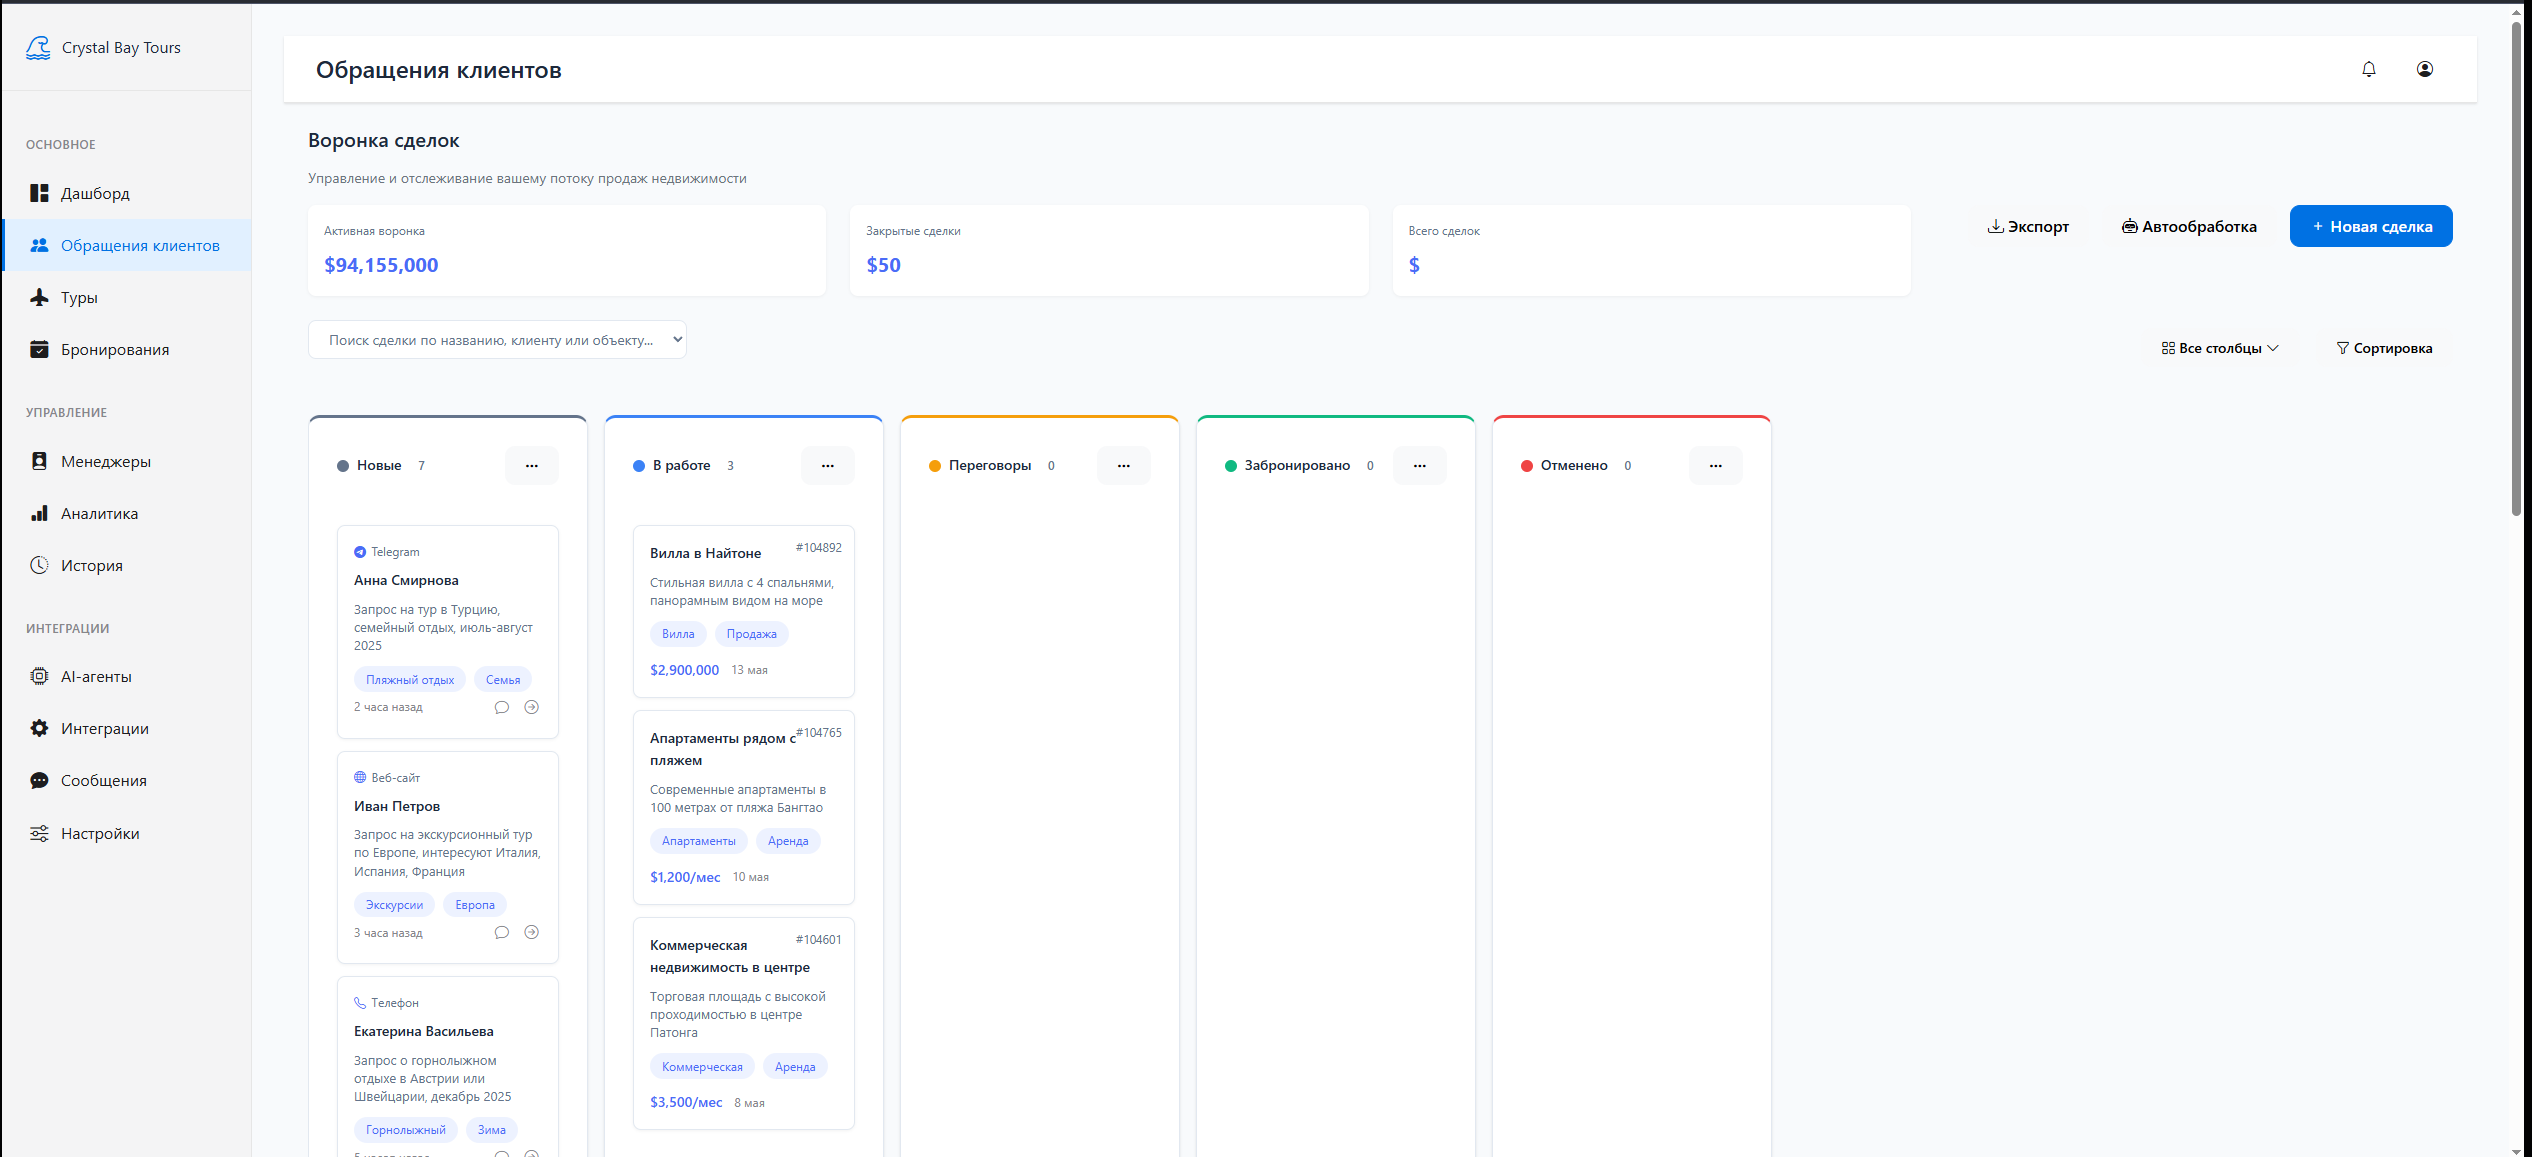 Crystal Bay Tours
ОСНОВНОЕ
Дашборд
Обращения клиентов
Туры
Бронирования
УПРАВЛЕНИЕ
Менеджеры
Аналитика
История
ИНТЕГРАЦИИ
AI-агенты
Интеграции
Сообщения
Настройки
Обращения клиентов
Воронка сделок
Управление и отслеживание вашему потоку продаж недвижимости
Активная воронка
$94,155,000
Закрытые сделки
$50
Всего сделок
$
Экспорт
Автообработка
+ Новая сделка
Поиск сделки по названию, клиенту или объекту...
Все столбцы
Сортировка
Новые 7 ...
Telegram
Анна Смирнова
Запрос на тур в Турцию,
семейный отдых, июль-август
2025
Пляжный отдых Семья
2 часа назад
Веб-сайт
Иван Петров
Запрос на экскурсионный тур
по Европе, интересуют Италия,
Испания, Франция
Экскурсии Европа
3 часа назад
Телефон
Екатерина Васильева
Запрос о горнолыжном
отдыхе в Австрии или
Швейцарии, декабрь 2025
Горнолыжный Зима
В работе 3 ...
Вилла в Найтоне #104892
Стильная вилла с 4 спальнями,
панорамным видом на море
Вилла Продажа
$2,900,000 13 мая
Апартаменты рядом с #104765
пляжем
Современные апартаменты в
100 метрах от пляжа Бангтао
Апартаменты Аренда
$1,200/мес 10 мая
Коммерческая #104601
недвижимость в центре
Торговая площадь с высокой
проходимостью в центре
Патонга
Коммерческая Аренда
$3,500/мес 8 мая
Переговоры 0 ...
Забронировано 0 ...
Отменено 0 ...